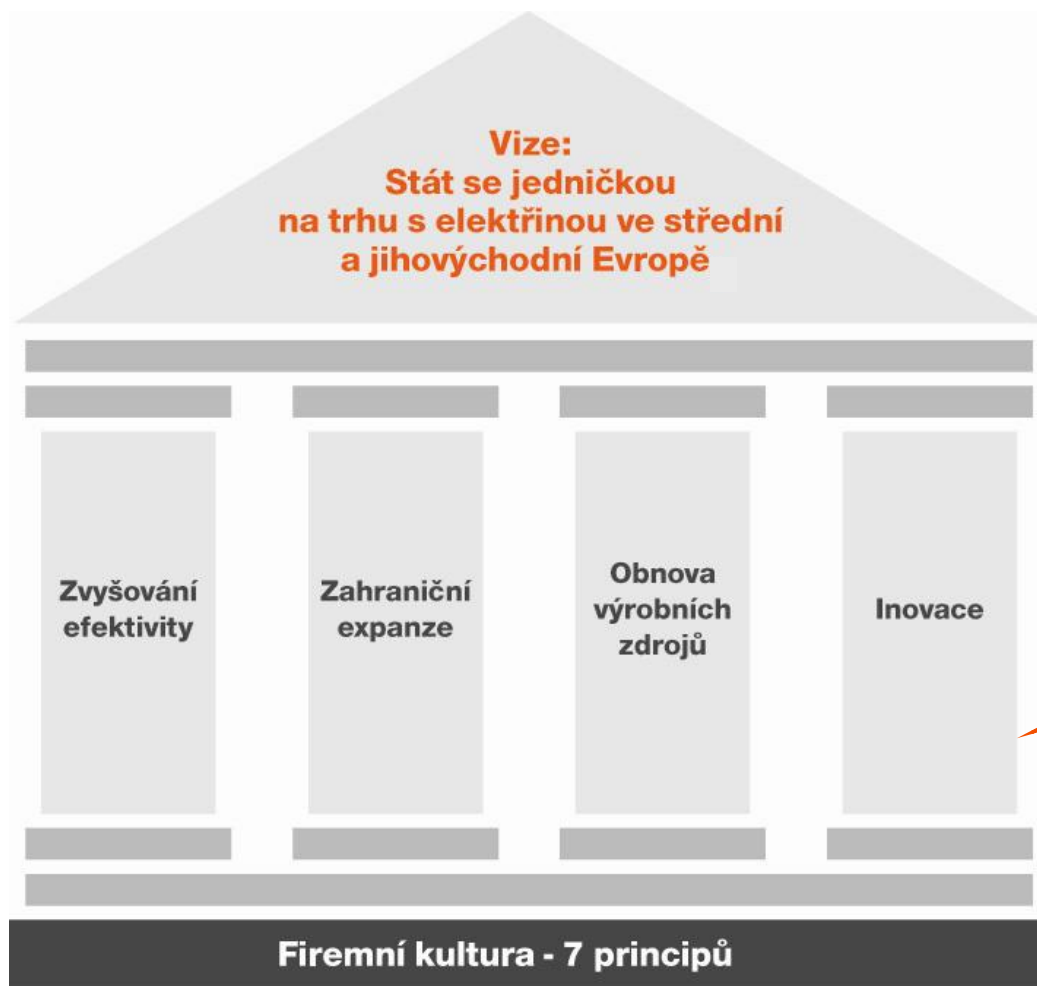 Vize:
Stát se jedničkou
na trhu s elektřinou ve střední
a jihovýchodní Evropě
Zvyšování
efektivity
Zahraniční
expanze
Obnova
výrobních
zdrojů
Inovace
Firemní kultura - 7 principů